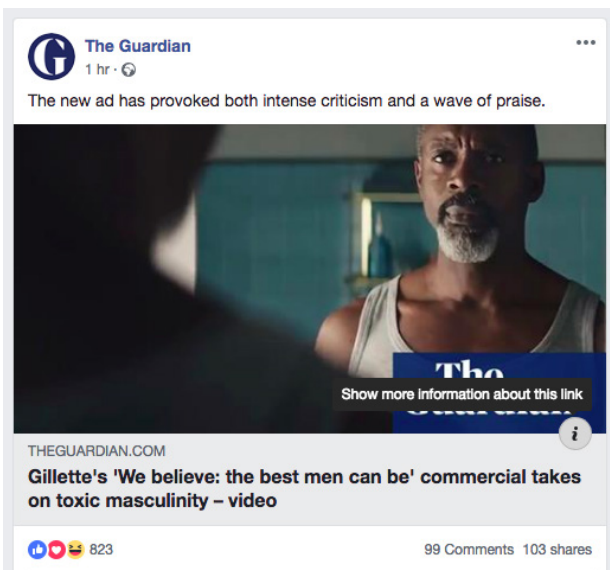 The Guardian
1 hr ·
The new ad has provoked both intense criticism and a wave of praise.
The
Show more information about this link
i
THEGUARDIAN.COM
Gillette's 'We believe: the best men can be' commercial takes
on toxic masculinity – video
823
99 Comments 103 shares